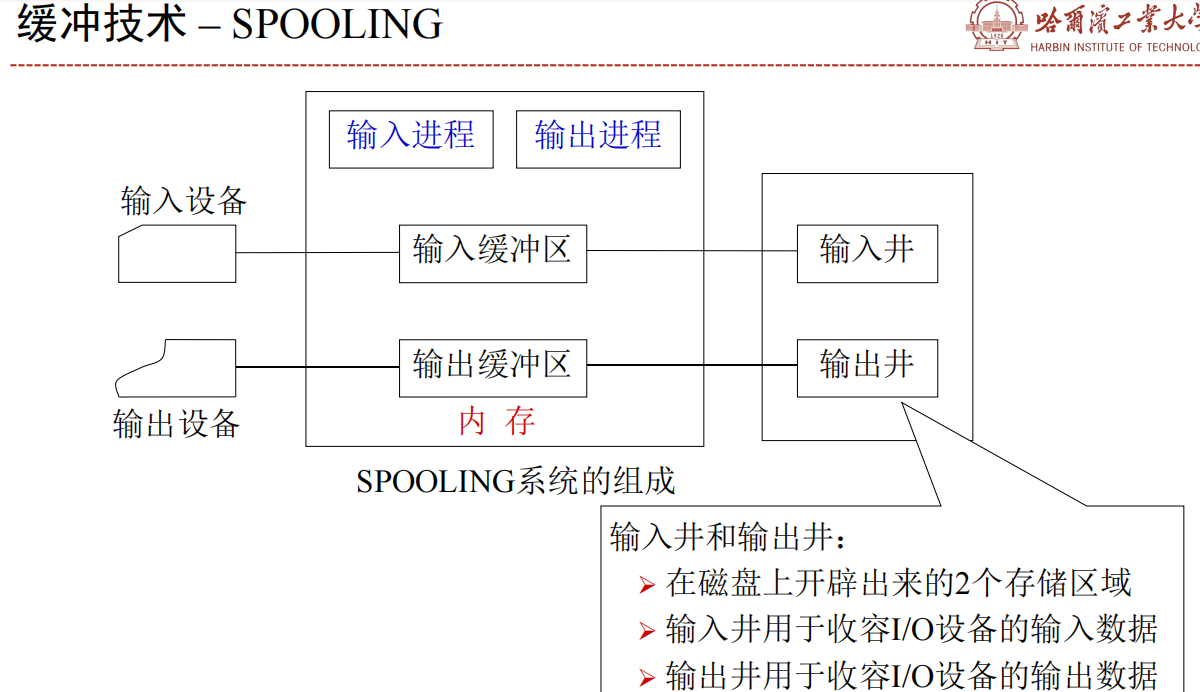 缓冲技术 – SPOOLING
哈爾濱工業大學
HARBIN INSTITUTE OF TECHNOLO
1920
HIT
输入进程
输出进程
输入设备
输入缓冲区
输入井
输出缓冲区
输出井
输出设备
内 存
SPOOLING系统的组成
输入井和输出井:
➢ 在磁盘上开辟出来的2个存储区域
➢ 输入井用于收容I/O设备的输入数据
➢ 输出井用于收容I/O设备的输出数据